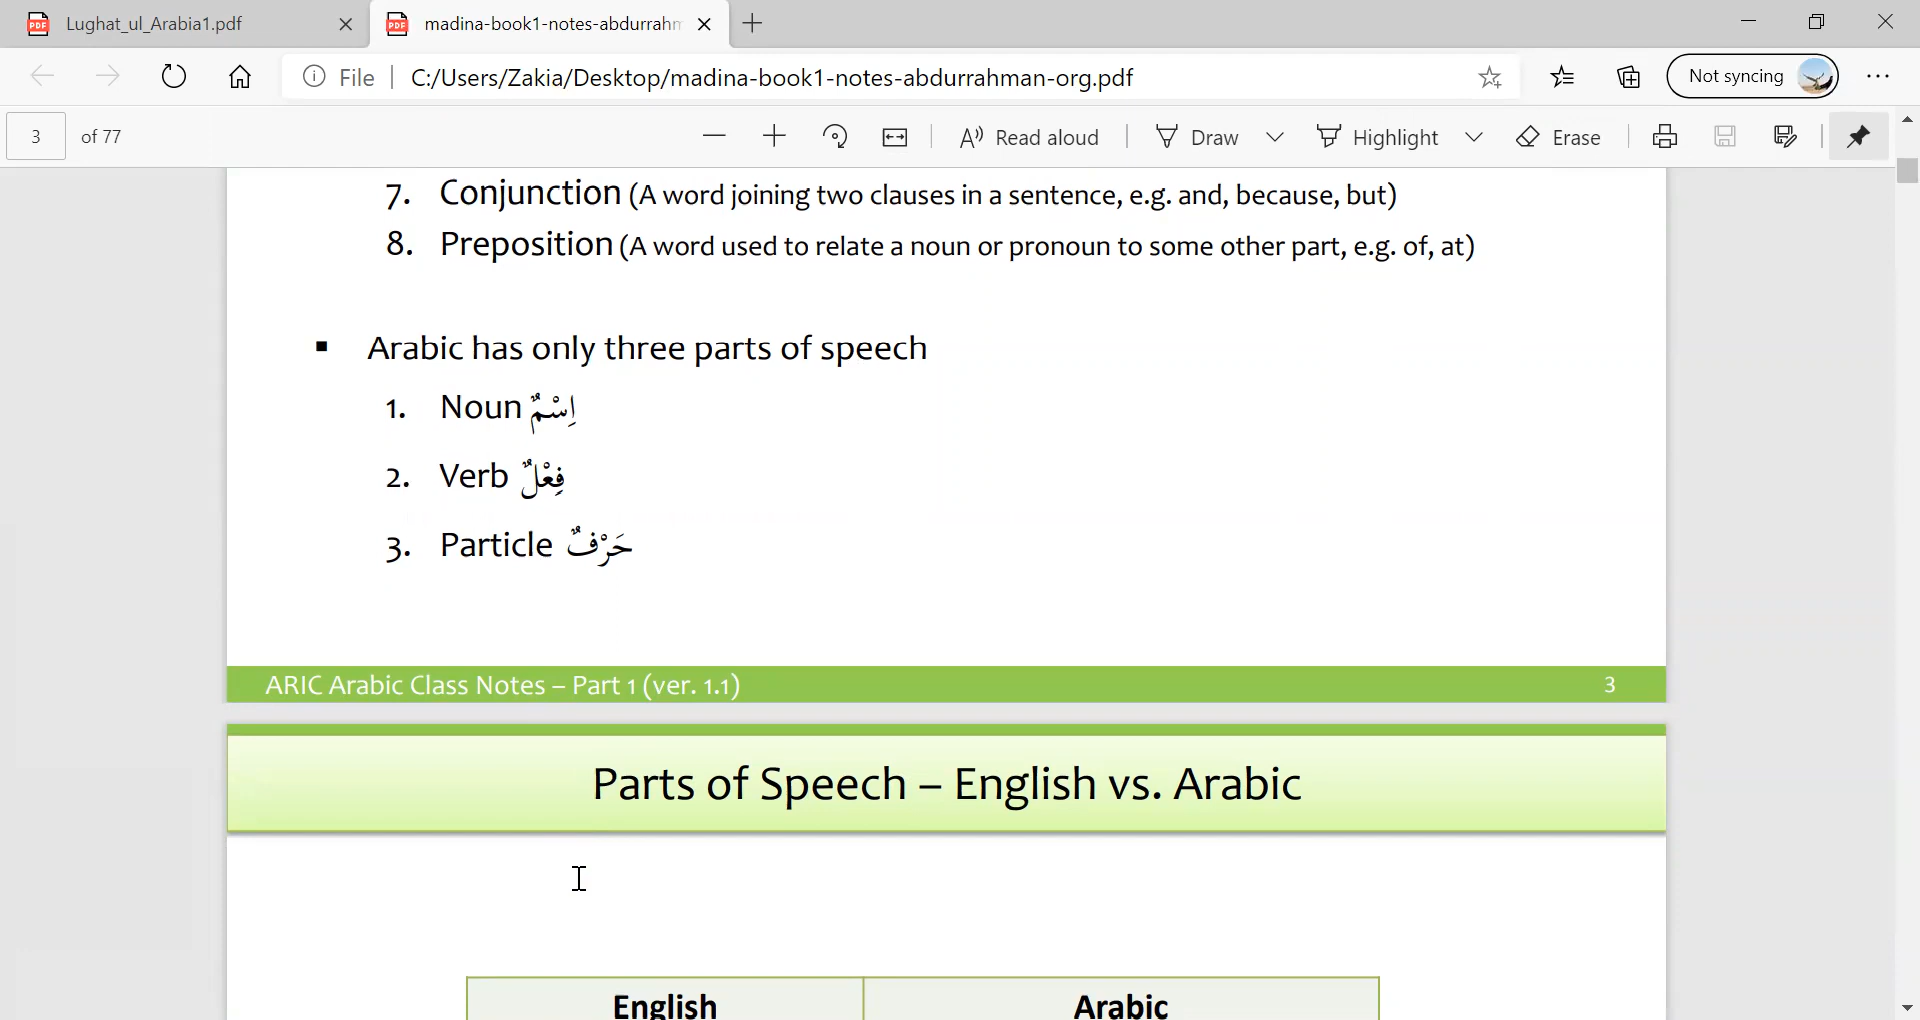 Lughat_ul_Arabia1.pdf
madina-book1-notes-abdurrahm
File
C:/Users/Zakia/Desktop/madina-book1-notes-abdurrahman-org.pdf
Not syncing
3 of 77
Read aloud
Draw
Highlight
Erase
7. Conjunction (A word joining two clauses in a sentence, e.g. and, because, but)
8. Preposition (A word used to relate a noun or pronoun to some other part, e.g. of, at)
▪ Arabic has only three parts of speech
1. Noun اِسْمٌ
2. Verb فِعْلٌ
3. Particle حَرْفٌ
ARIC Arabic Class Notes – Part 1 (ver. 1.1) 3
Parts of Speech – English vs. Arabic
English Arabic